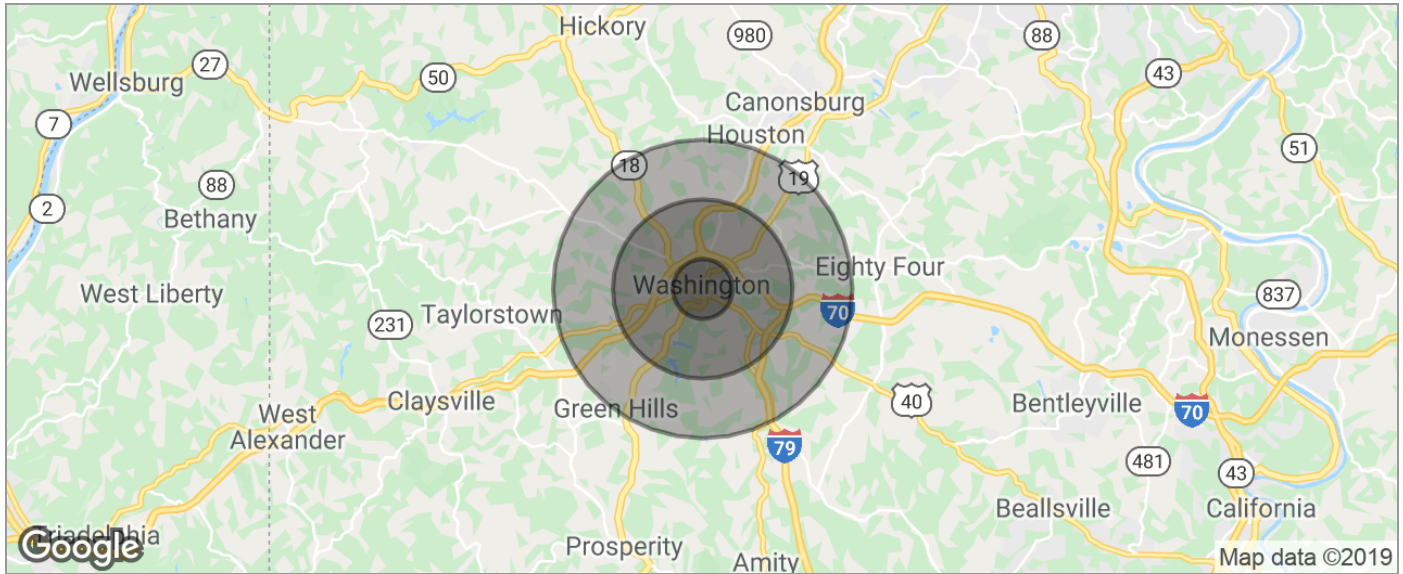 Hickory
980
88
27
Wellsburg
50
43
Canonsburg
7
Houston
51
18
19
88
2
Bethany
Eighty Four
Washington
West Liberty
837
70
Taylorstown
231
Monessen
Claysville
40
Bentleyville
Green Hills
70
West
Alexander
79
481
43
Beallsville
California
Triadelphia
Google
Prosperity
Amity
Map data ©2019